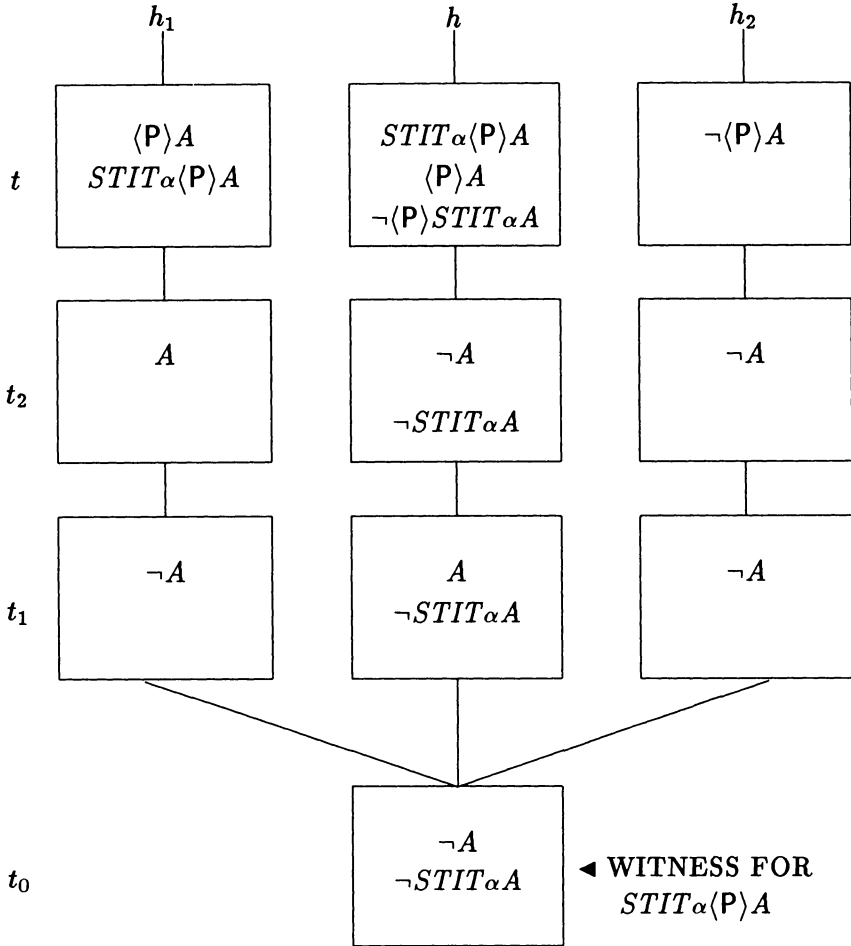 h₁ h h₂
t
⟨P⟩A
STITα⟨P⟩A
STITα⟨P⟩A
⟨P⟩A
¬⟨P⟩STITαA
¬⟨P⟩A
t₂
A
¬A
¬STITαA
¬A
t₁
¬A
A
¬STITαA
¬A
t₀
¬A
¬STITαA
◄ WITNESS FOR
STITα⟨P⟩A